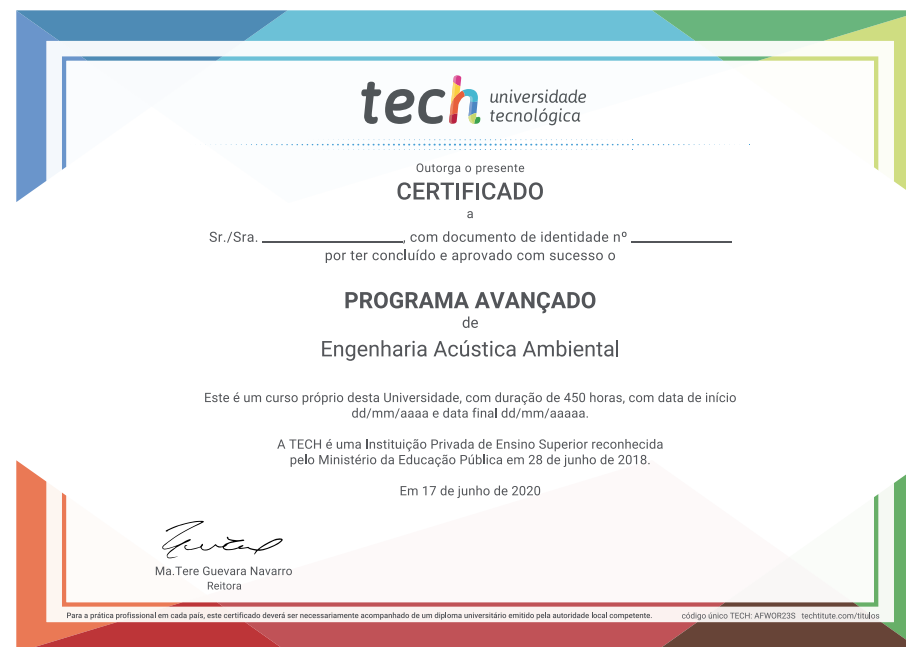 tech universidade
tecnológica
Outorga o presente
CERTIFICADO
a
Sr./Sra. ____________________, com documento de identidade nº ______________
por ter concluído e aprovado com sucesso o
PROGRAMA AVANÇADO
de
Engenharia Acústica Ambiental
Este é um curso próprio desta Universidade, com duração de 450 horas, com data de início
dd/mm/aaaa e data final dd/mm/aaaaa.
A TECH é uma Instituição Privada de Ensino Superior reconhecida
pelo Ministério da Educação Pública em 28 de junho de 2018.
Em 17 de junho de 2020
Ma.Tere Guevara Navarro
Reitora
Para a prática profissional em cada país, este certificado deverá ser necessariamente acompanhado de um diploma universitário emitido pela autoridade local competente. código único TECH: AFWOR23S techtitute.com/titulos